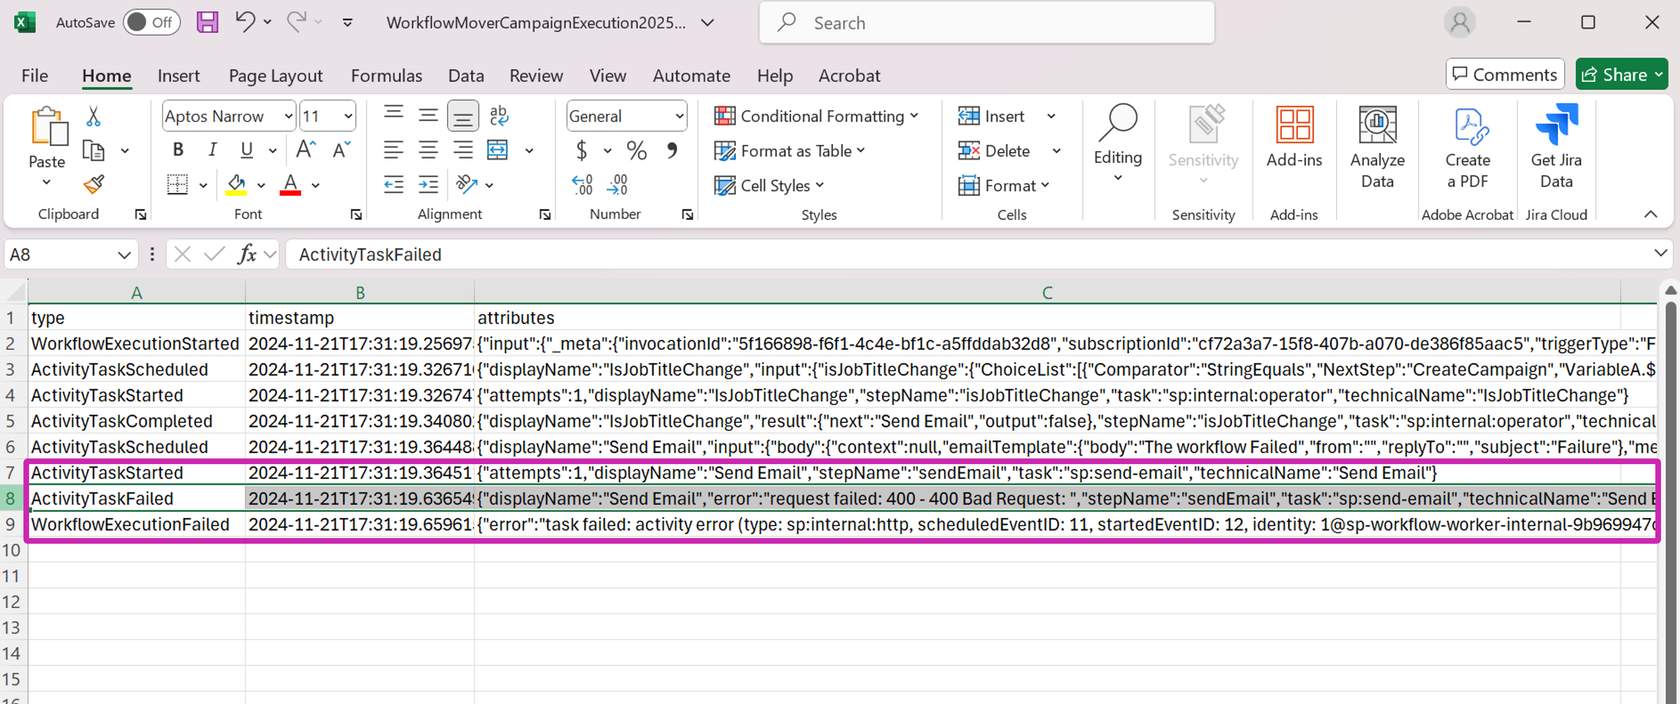 AutoSave Off WorkflowMoverCampaignExecution2025... Search
File Home Insert Page Layout Formulas Data Review View Automate Help Acrobat Comments Share
Paste
Clipboard
Aptos Narrow 11
B I U A A
A
Font
ab
Alignment
General
$ % 9
.00 .00
Number
Conditional Formatting
Format as Table
Cell Styles
Styles
Insert
Delete
Format
Cells
Editing
Sensitivity
Sensitivity
Add-ins
Add-ins
Analyze
Data
Create
a PDF
Adobe Acrobat
Get Jira
Data
Jira Cloud
A8 fx ActivityTaskFailed
A B C
1 type timestamp attributes
2 WorkflowExecutionStarted 2024-11-21T17:31:19.25697 {"input":{"_meta":{"invocationId":"5f166898-f6f1-4c4e-bf1c-a5ffddab32d8","subscriptionId":"cf72a3a7-15f8-407b-a070-de386f85aac5","triggerType":"F
3 ActivityTaskScheduled 2024-11-21T17:31:19.32671 {"displayName":"IsJobTitleChange","input":{"isJobTitleChange":{"ChoiceList":[{"Comparator":"StringEquals","NextStep":"CreateCampaign","VariableA.$
4 ActivityTaskStarted 2024-11-21T17:31:19.32674 {"attempts":1,"displayName":"IsJobTitleChange","stepName":"isJobTitleChange","task":"sp:internal:operator","technicalName":"IsJobTitleChange"}
5 ActivityTaskCompleted 2024-11-21T17:31:19.34080 {"displayName":"IsJobTitleChange","result":{"next":"Send Email","output":false},"stepName":"isJobTitleChange","task":"sp:internal:operator","technical
6 ActivityTaskScheduled 2024-11-21T17:31:19.36448 {"displayName":"Send Email","input":{"body":{"context":null,"emailTemplate":{"body":"The workflow Failed","from":"","replyTo":"","subject":"Failure"},"me
7 ActivityTaskStarted 2024-11-21T17:31:19.36451 {"attempts":1,"displayName":"Send Email","stepName":"sendEmail","task":"sp:send-email","technicalName":"Send Email"}
8 ActivityTaskFailed 2024-11-21T17:31:19.63654 {"displayName":"Send Email","error":"request failed: 400 - 400 Bad Request: ","stepName":"sendEmail","task":"sp:send-email","technicalName":"Send E
9 WorkflowExecutionFailed 2024-11-21T17:31:19.65961 {"error":"task failed: activity error (type: sp:internal:http, scheduledEventID: 11, startedEventID: 12, identity: 1@sp-workflow-worker-internal-9b969947
10
11
12
13
14
15